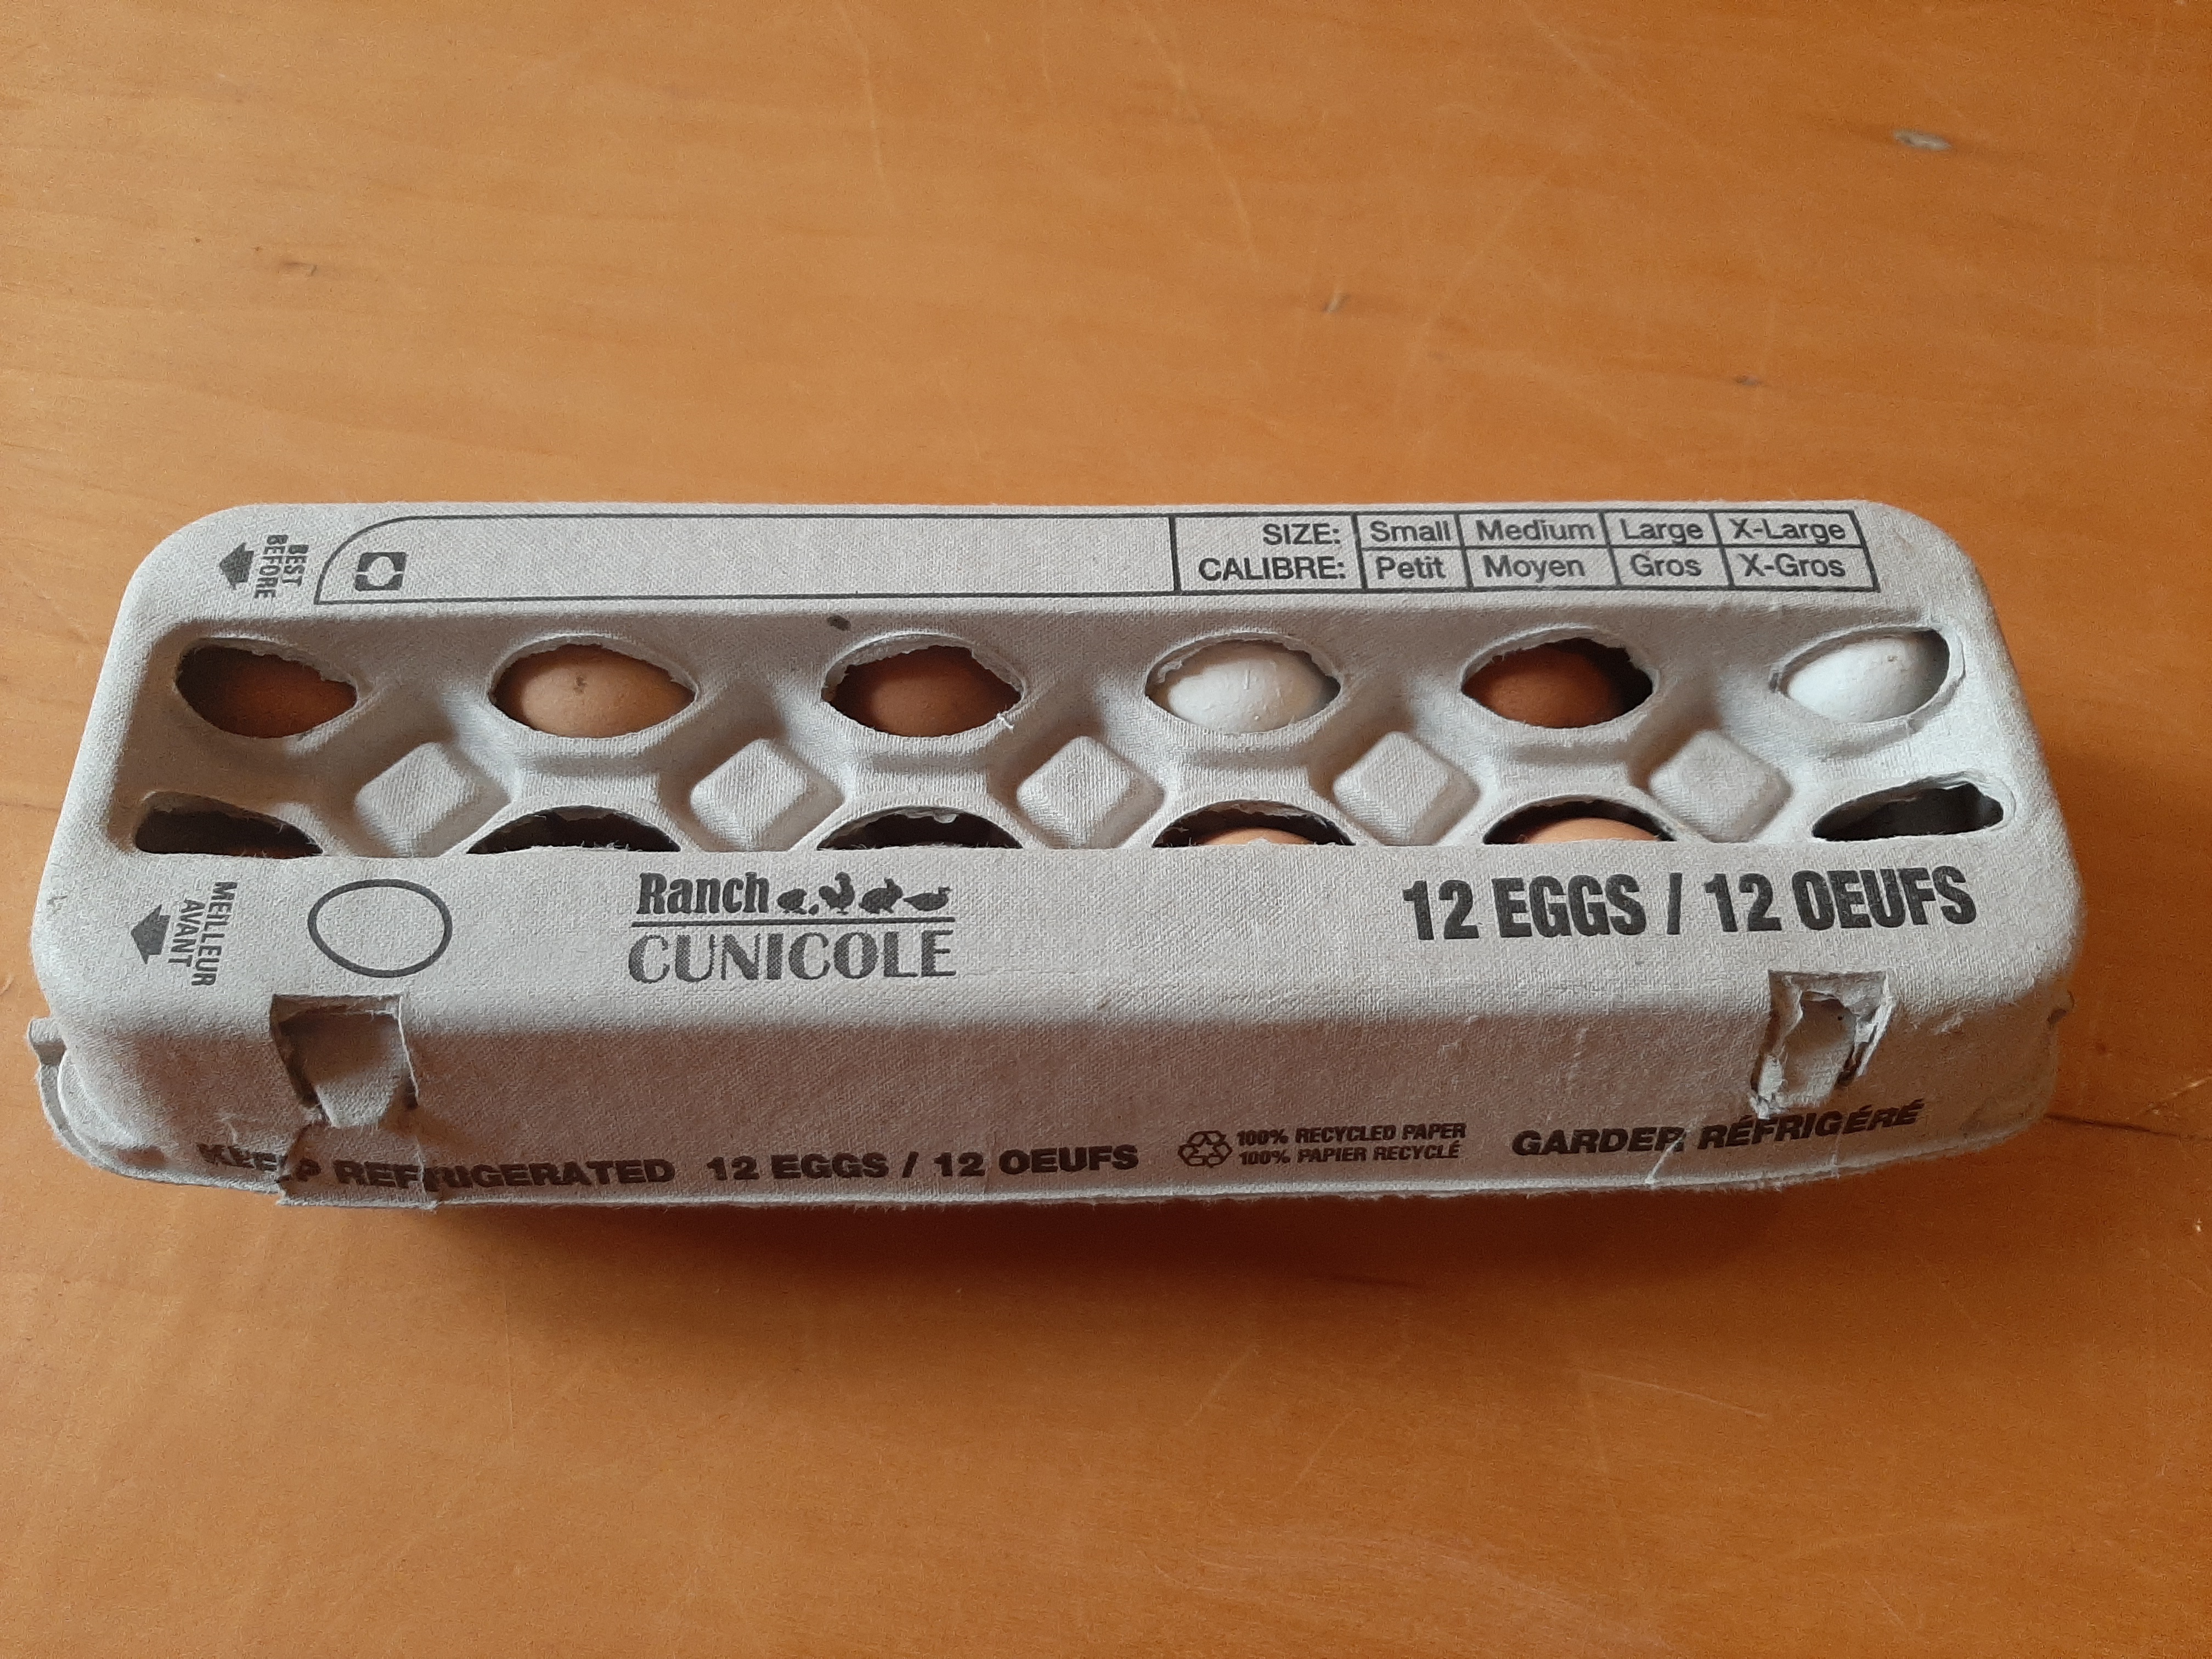 BEST
BEFORE
SIZE: Small Medium Large X-Large
CALIBRE: Petit Moyen Gros X-Gros
MEILLEUR
AVANT
Ranch
CUNICOLE
12 EGGS / 12 OEUFS
KEEP REFRIGERATED 12 EGGS / 12 OEUFS
100% RECYCLED PAPER
100% PAPIER RECYCLÉ
GARDER RÉFRIGÉRÉ